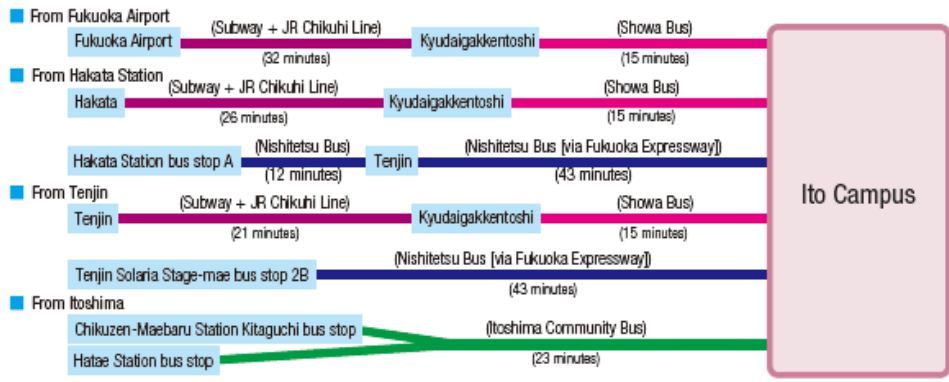 From Fukuoka Airport
Fukuoka Airport (Subway + JR Chikuhi Line) Kyudaigakkentoshi (Showa Bus)
(32 minutes) (15 minutes)
From Hakata Station
Hakata (Subway + JR Chikuhi Line) Kyudaigakkentoshi (Showa Bus)
(26 minutes) (15 minutes)
Hakata Station bus stop A (Nishitetsu Bus) Tenjin (Nishitetsu Bus [via Fukuoka Expressway])
(12 minutes) (43 minutes)
Ito Campus
From Tenjin
Tenjin (Subway + JR Chikuhi Line) Kyudaigakkentoshi (Showa Bus)
(21 minutes) (15 minutes)
Tenjin Solaria Stage-mae bus stop 2B (Nishitetsu Bus [via Fukuoka Expressway])
(43 minutes)
From Itoshima
Chikuzen-Maebaru Station Kitaguchi bus stop (Itoshima Community Bus)
Hatae Station bus stop (23 minutes)